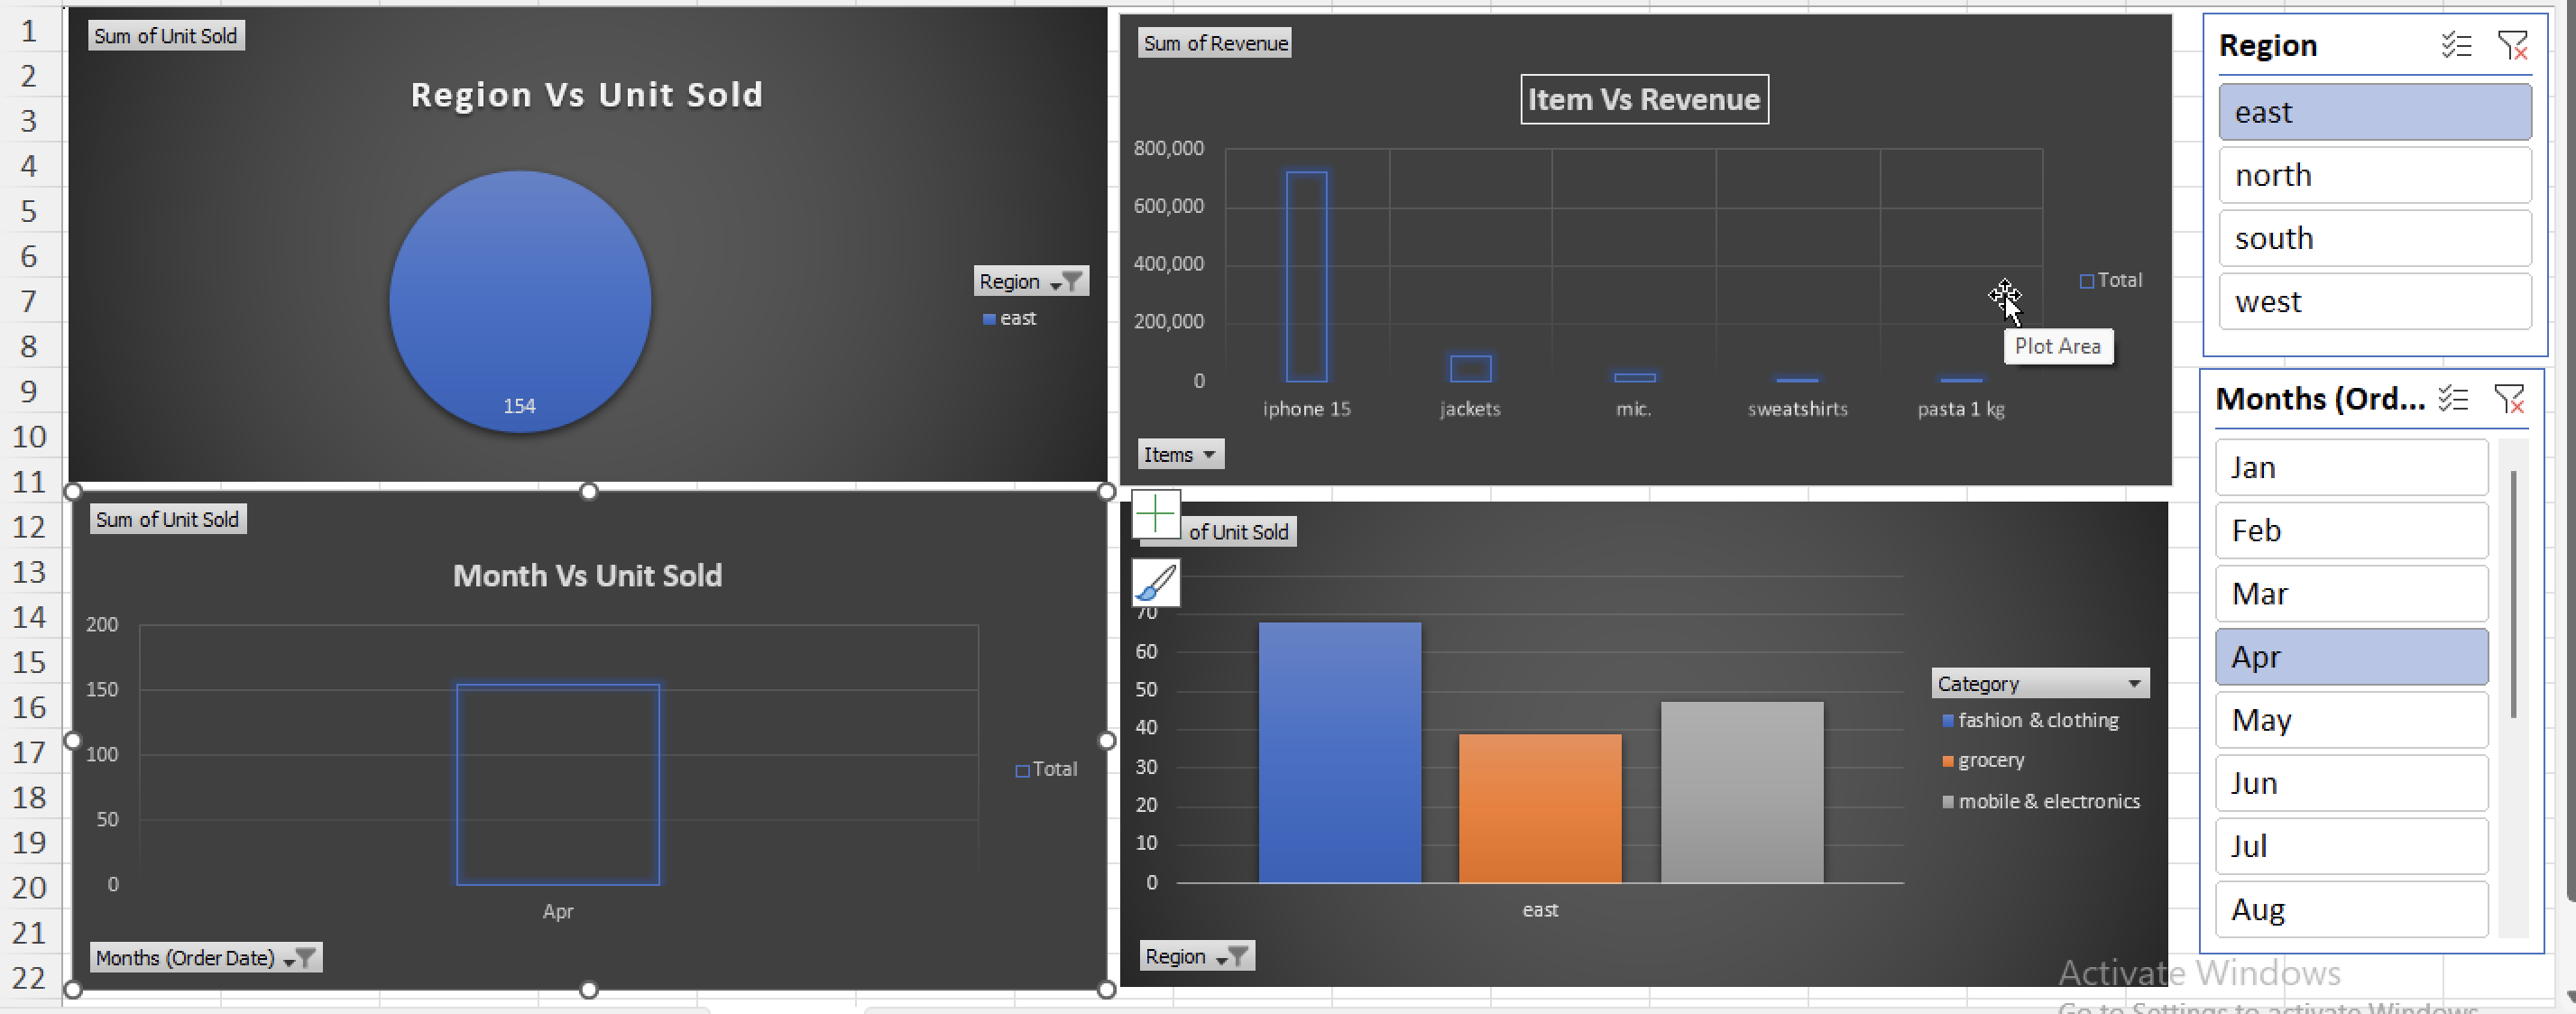 1
2
3
4
5
6
7
8
9
10
11
12
13
14
15
16
17
18
19
20
21
22
Sum of Unit Sold
Region Vs Unit Sold
154
Region
east
Sum of Revenue
Item Vs Revenue
800,000
600,000
400,000
200,000
0
iphone 15 jackets mic. sweatshirts pasta 1 kg
Total
Plot Area
Items
Sum of Unit Sold
Month Vs Unit Sold
200
150
100
50
0
Apr
Total
Months (Order Date)
of Unit Sold
70
60
50
40
30
20
10
0
east
Category
fashion & clothing
grocery
mobile & electronics
Region
Region
east
north
south
west
Months (Ord...
Jan
Feb
Mar
Apr
May
Jun
Jul
Aug
Activate Windows
Go to Settings to activate Windows